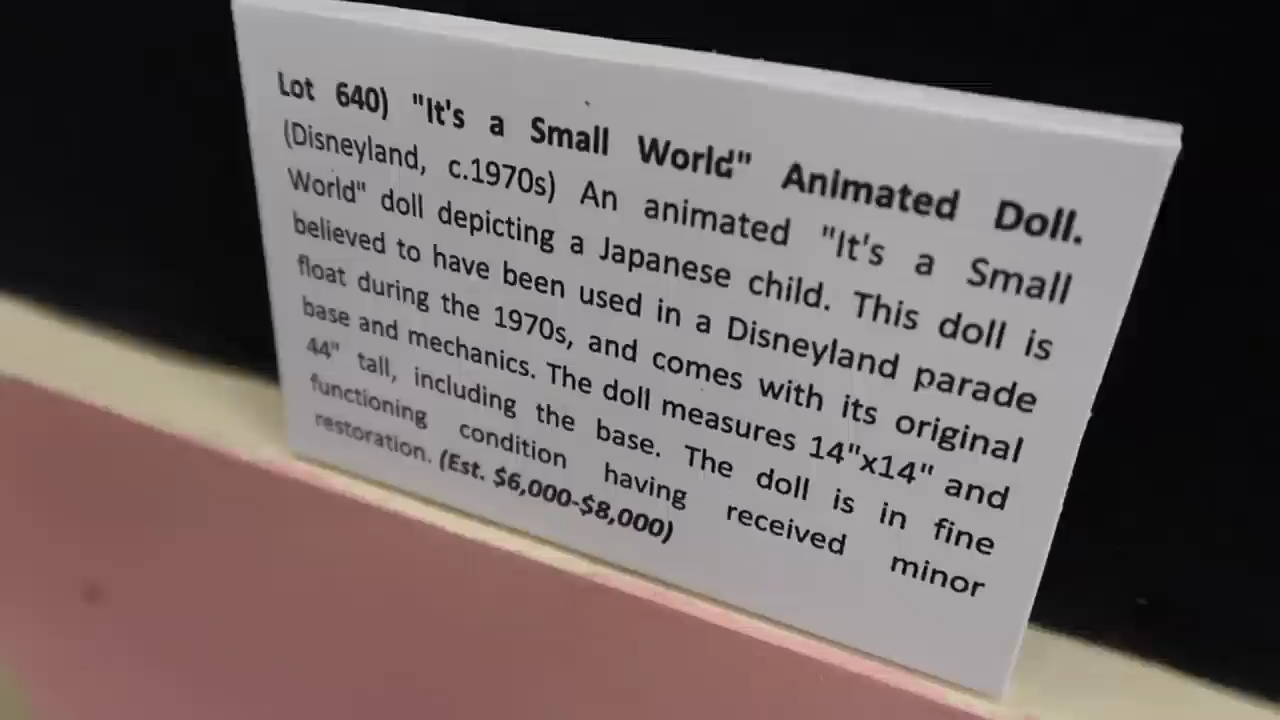 Lot 640) "It's a Small World" Animated Doll.
(Disneyland, c.1970s) An animated "It's a Small
World" doll depicting a Japanese child. This doll is
believed to have been used in a Disneyland parade
float during the 1970s, and comes with its original
base and mechanics. The doll measures 14"x14" and
44" tall, including the base. The doll is in fine
functioning condition having received minor
restoration. (Est. $6,000-$8,000)